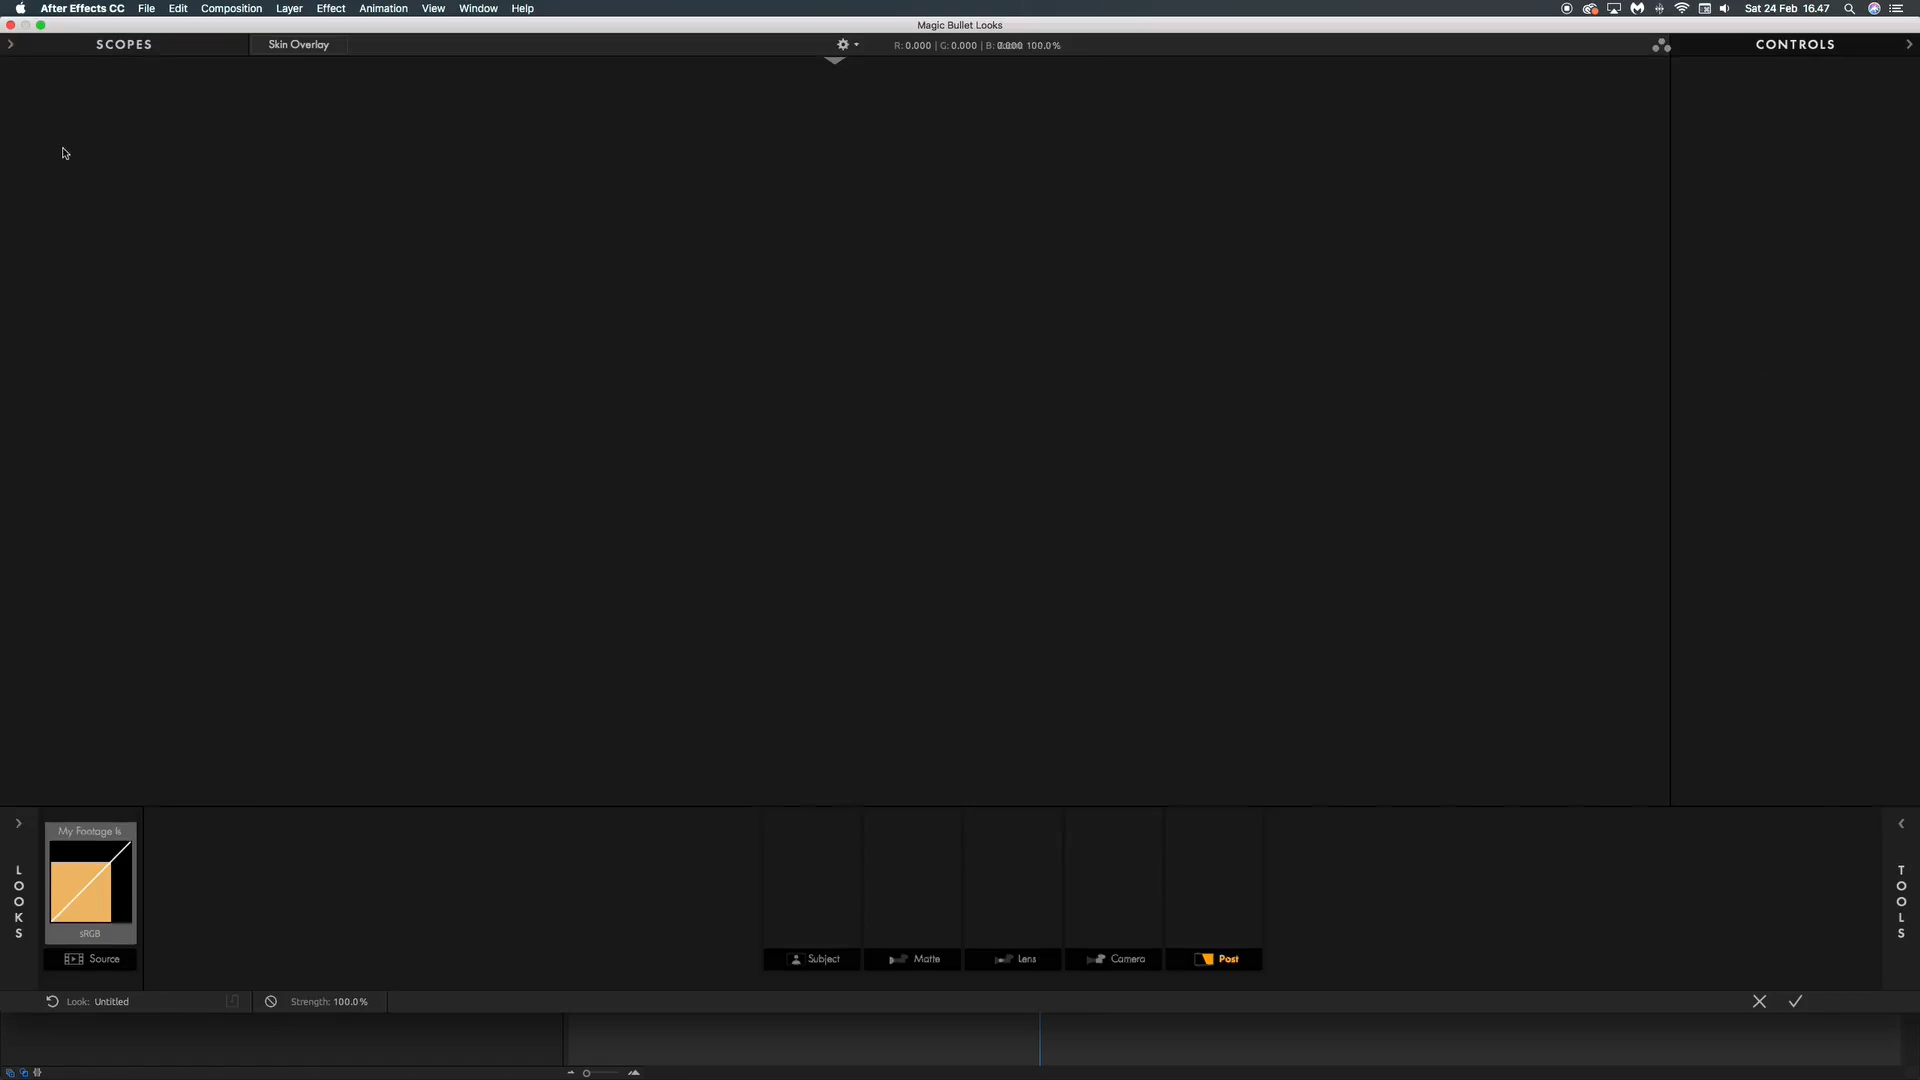 After Effects CC File Edit Composition Layer Effect Animation View Window Help Sat 24 Feb 16.47
Magic Bullet Looks
SCOPES Skin Overlay R: 0.000 | G: 0.000 | B: 100.0% CONTROLS
My Footage Is
sRGB
Source
LOOKS
Subject Matte Lens Camera Post
TOOLS
Look: Untitled Strength: 100.0%